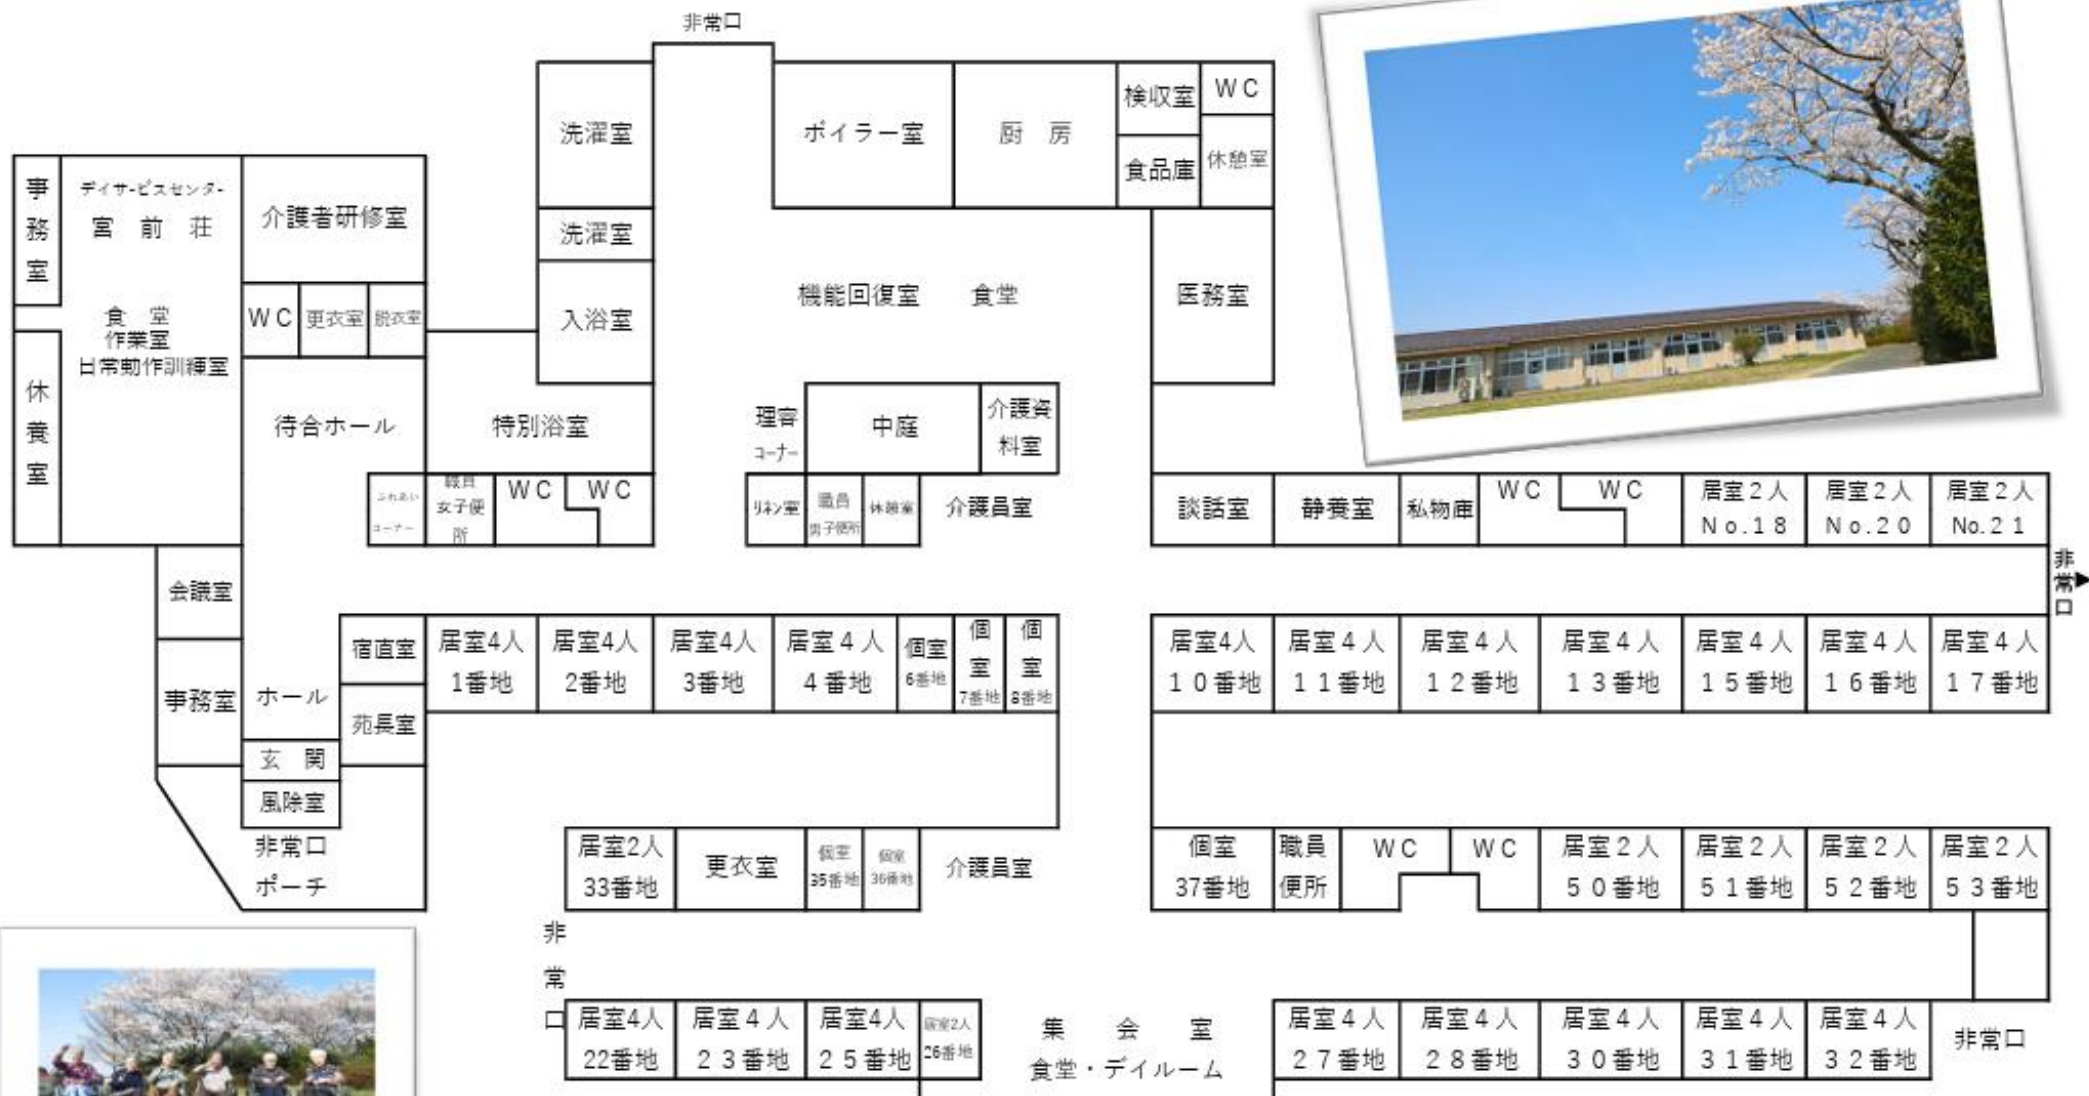 非常口
洗濯室
ボイラー室
厨 房
検収室
WC
食品庫
休憩室
事務室
デイサービスセンター
宮 前 荘
介護者研修室
洗濯室
入浴室
機能回復室 食堂
医務室
食 堂
作業室
日常動作訓練室
WC
更衣室
脱衣室
休養室
待合ホール
特別浴室
理容
コーナー
中庭
介護資
料室
ふれあい
コーナー
職員
女子便
所
WC
WC
リネン室
職員
男子便所
休憩室
介護員室
談話室
静養室
私物庫
WC
WC
居室2人
No.18
居室2人
No.20
居室2人
No.21
非常口
会議室
事務室
ホール
宿直室
苑長室
居室4人
1番地
居室4人
2番地
居室4人
3番地
居室4人
4番地
個室
6番地
個室
7番地
個室
8番地
居室4人
10番地
居室4人
11番地
居室4人
12番地
居室4人
13番地
居室4人
15番地
居室4人
16番地
居室4人
17番地
玄 関
風除室
非常口
ポーチ
居室2人
33番地
更衣室
個室
35番地
個室
36番地
介護員室
個室
37番地
職員
便所
WC
WC
居室2人
50番地
居室2人
51番地
居室2人
52番地
居室2人
53番地
非常口
居室4人
22番地
居室4人
23番地
居室4人
25番地
居室2人
26番地
集 会 室
食堂・デイルーム
居室4人
27番地
居室4人
28番地
居室4人
30番地
居室4人
31番地
居室4人
32番地
非常口